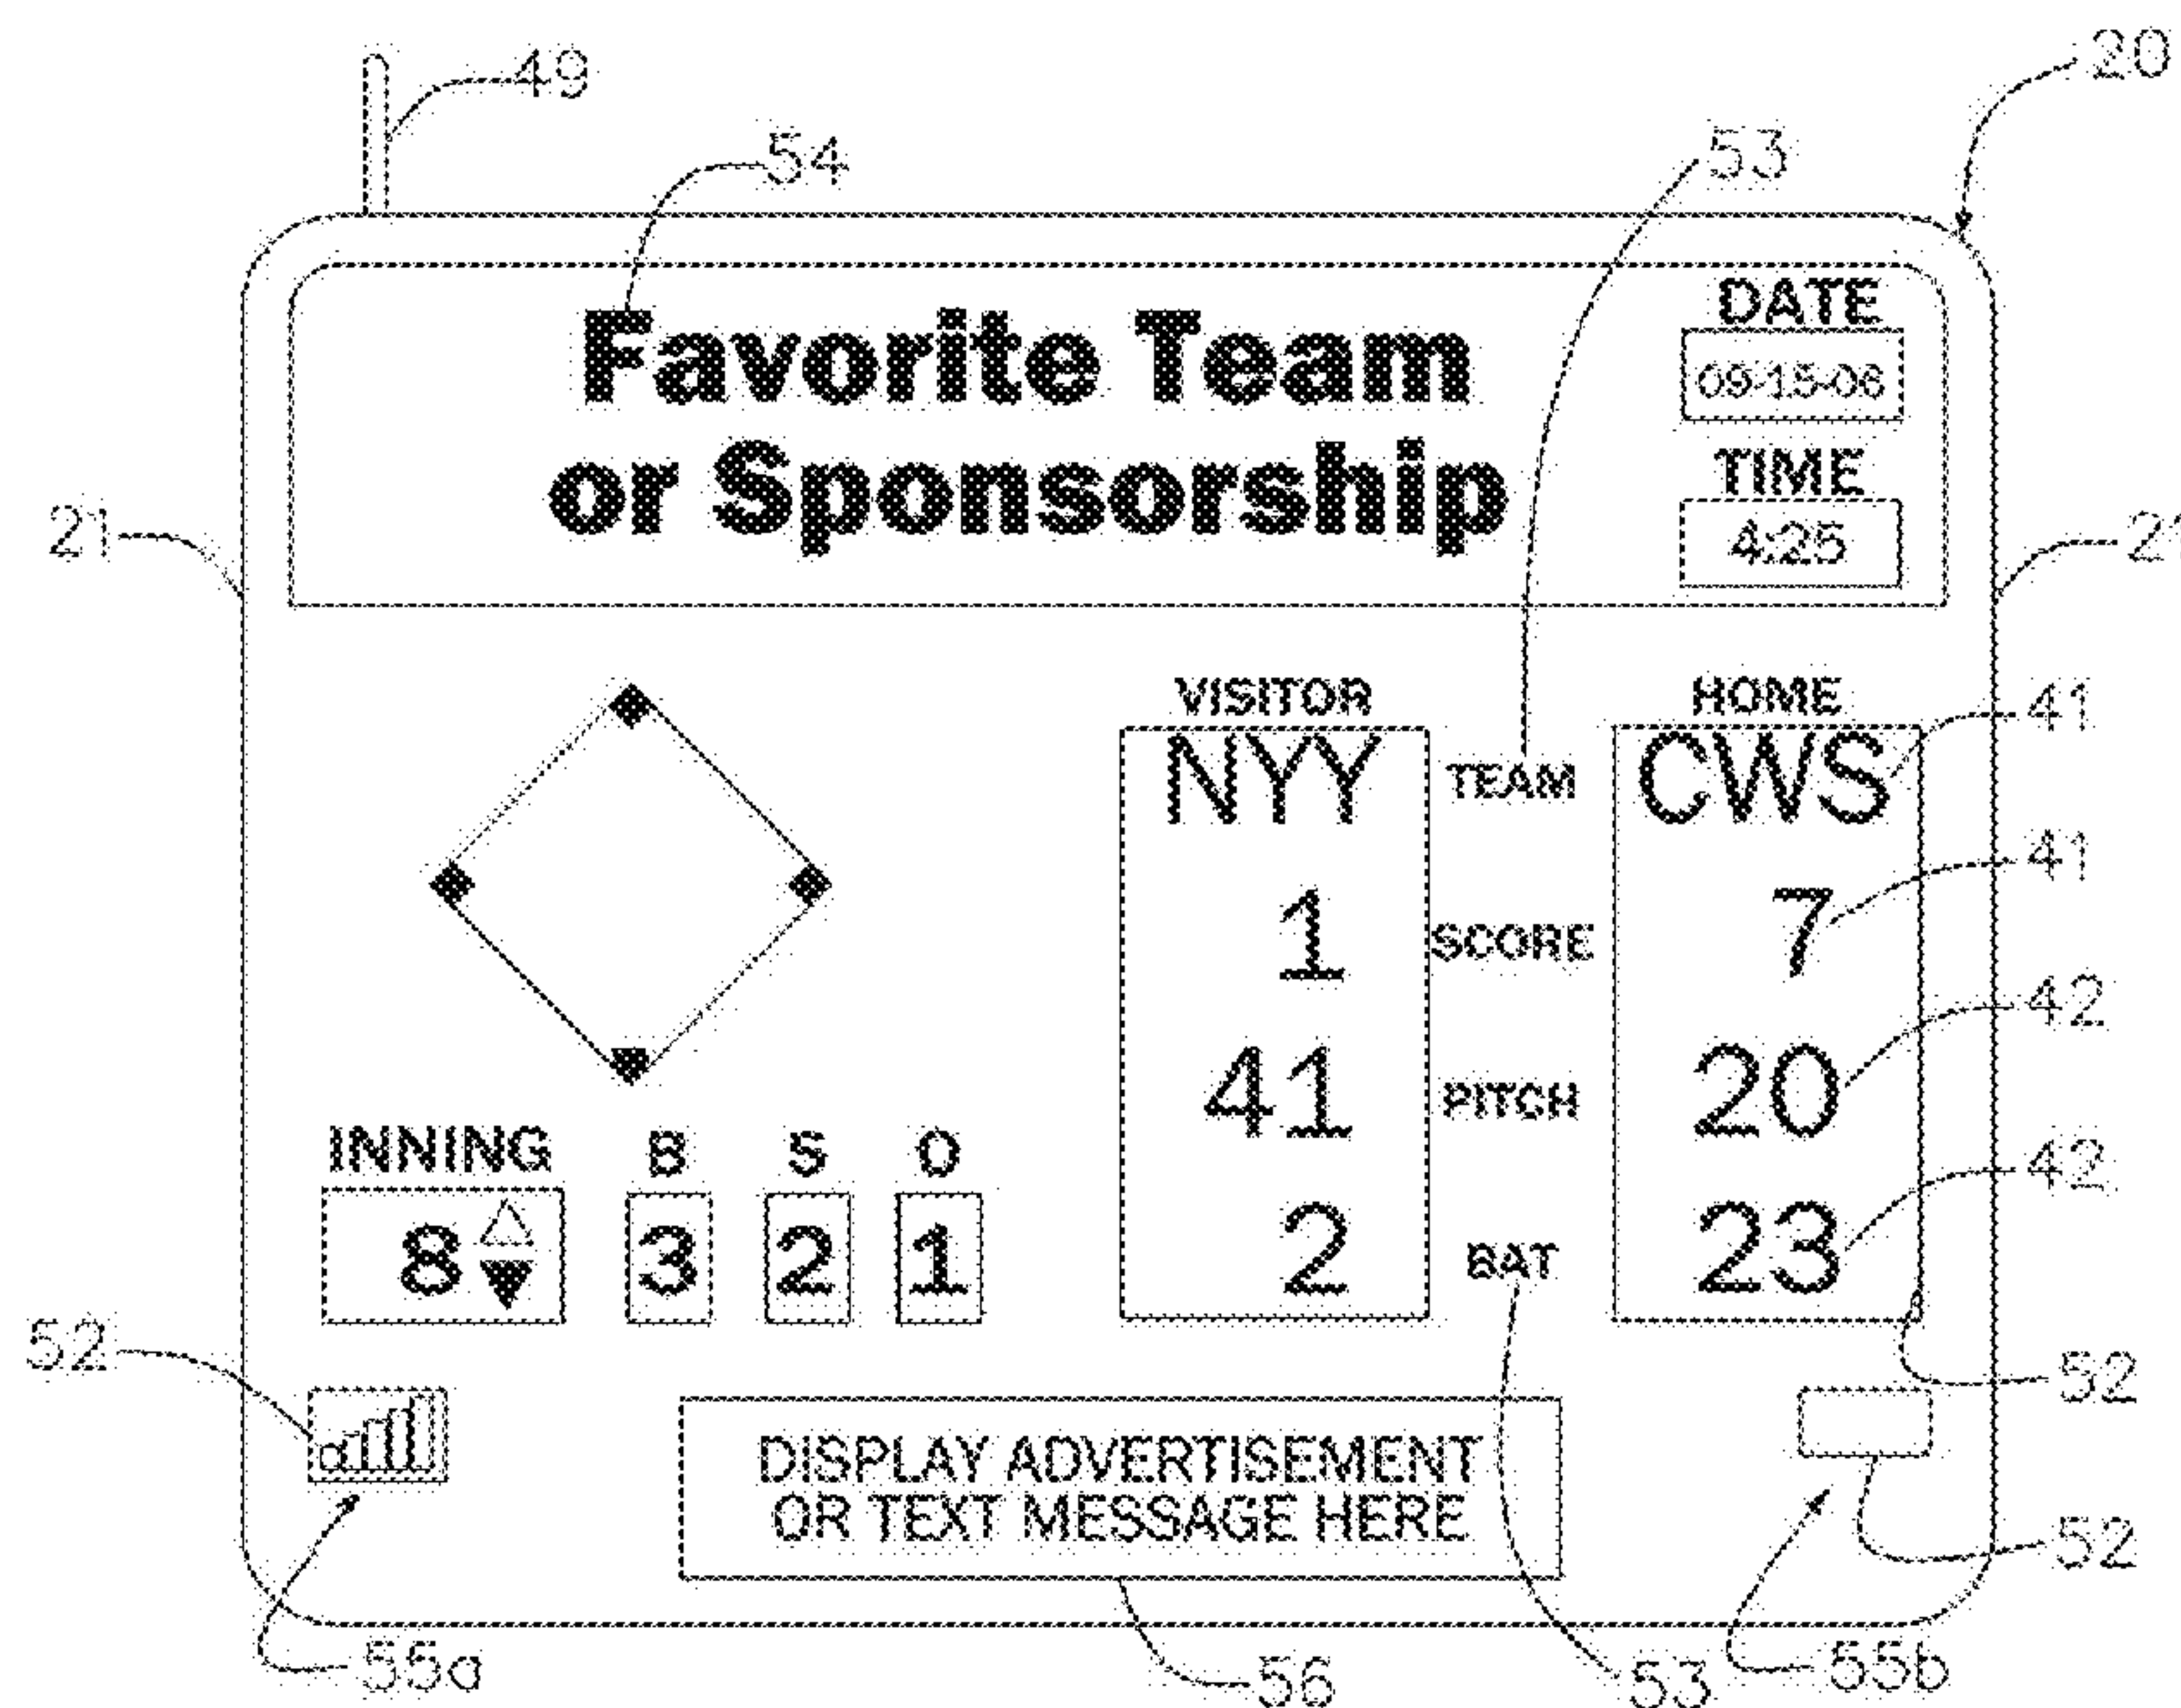 49
20
54
53
DATE
Favorite Team
09-15-06
or Sponsorship
TIME
4:25
21
VISITOR
HOME
41
NYY
TEAM
CWS
41
1
SCORE
7
42
41
PITCH
20
INNING
B
S
O
42
8
3
2
1
2
BAT
23
52
52
DISPLAY ADVERTISEMENT
OR TEXT MESSAGE HERE
52
55a
56
53
55b